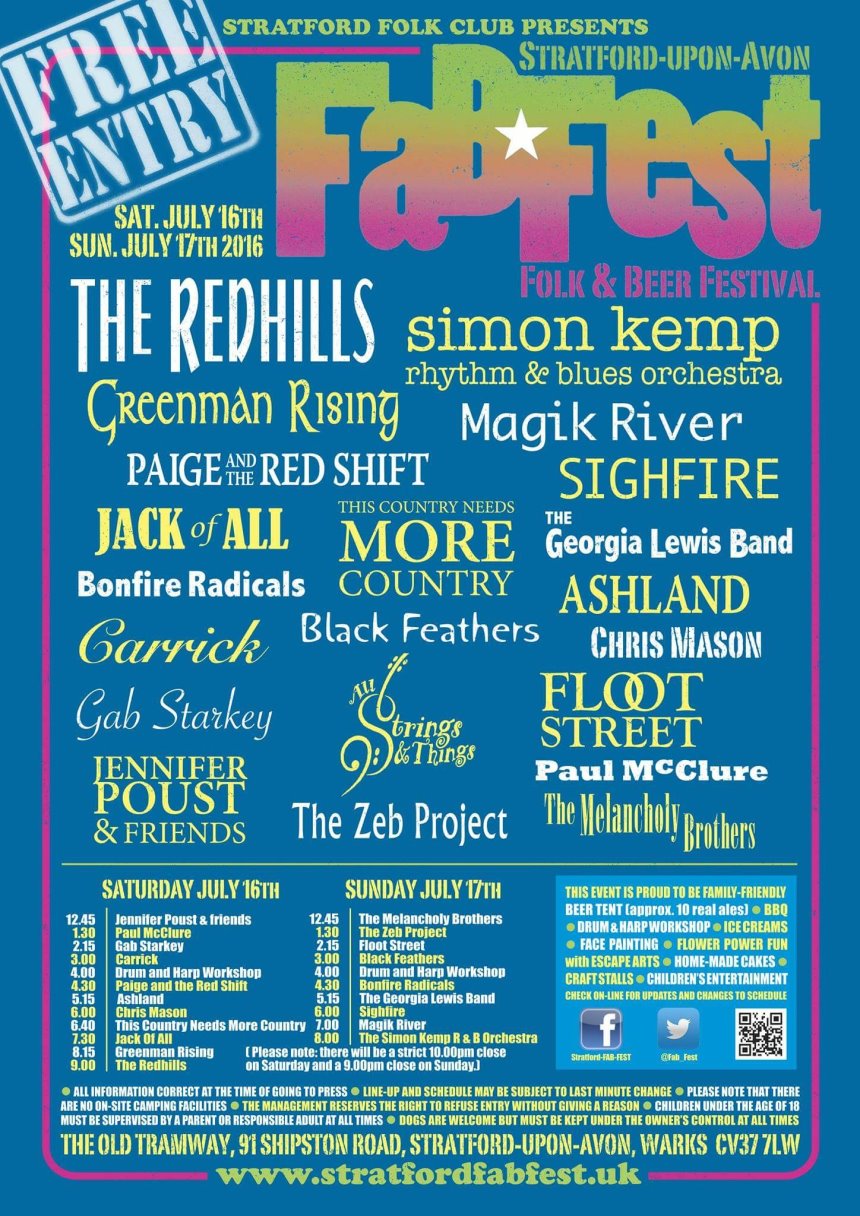 FREE
ENTRY
STRATFORD FOLK CLUB PRESENTS
STRATFORD-UPON-AVON
FabFest
FOLK & BEER FESTIVAL
SAT. JULY 16TH
SUN. JULY 17TH 2016
THE REDHILLS
simon kemp
rhythm & blues orchestra
Greenman Rising
Magik River
PAIGE AND THE RED SHIFT
SIGHFIRE
JACK of ALL
THIS COUNTRY NEEDS
MORE
COUNTRY
THE
Georgia Lewis Band
Bonfire Radicals
ASHLAND
Carrick
Black Feathers
CHRIS MASON
Gab Starkey
All
Strings
& Things
FLOOT
STREET
JENNIFER
POUST
& FRIENDS
Paul McClure
The Zeb Project
The Melancholy Brothers
SATURDAY JULY 16TH
12.45 Jennifer Poust & friends
1.30 Paul McClure
2.15 Gab Starkey
3.00 Carrick
4.00 Drum and Harp Workshop
4.30 Paige and the Red Shift
5.15 Ashland
6.00 Chris Mason
6.40 This Country Needs More Country
7.30 Jack Of All
8.15 Greenman Rising
9.00 The Redhills
SUNDAY JULY 17TH
12.45 The Melancholy Brothers
1.30 The Zeb Project
2.15 Floot Street
3.00 Black Feathers
4.00 Drum and Harp Workshop
4.30 Bonfire Radicals
5.15 The Georgia Lewis Band
6.00 Sighfire
7.00 Magik River
8.00 The Simon Kemp R & B Orchestra
( Please note: there will be a strict 10.00pm close
on Saturday and a 9.00pm close on Sunday.)
THIS EVENT IS PROUD TO BE FAMILY-FRIENDLY
BEER TENT (approx. 10 real ales) ● BBQ
● DRUM & HARP WORKSHOP ● ICE CREAMS
● FACE PAINTING ● FLOWER POWER FUN
with ESCAPE ARTS ● HOME-MADE CAKES ●
CRAFT STALLS ● CHILDREN'S ENTERTAINMENT
CHECK ON-LINE FOR UPDATES AND CHANGES TO SCHEDULE
f
Stratford-FAB-FEST
@Fab_Fest
● ALL INFORMATION CORRECT AT THE TIME OF GOING TO PRESS ● LINE-UP AND SCHEDULE MAY BE SUBJECT TO LAST MINUTE CHANGE ● PLEASE NOTE THAT THERE
ARE NO ON-SITE CAMPING FACILITIES ● THE MANAGEMENT RESERVES THE RIGHT TO REFUSE ENTRY WITHOUT GIVING A REASON ● CHILDREN UNDER THE AGE OF 18
MUST BE SUPERVISED BY A PARENT OR RESPONSIBLE ADULT AT ALL TIMES ● DOGS ARE WELCOME BUT MUST BE KEPT UNDER THE OWNER'S CONTROL AT ALL TIMES
THE OLD TRAMWAY, 91 SHIPSTON ROAD, STRATFORD-UPON-AVON, WARKS CV37 7LW
www.stratfordfabfest.uk